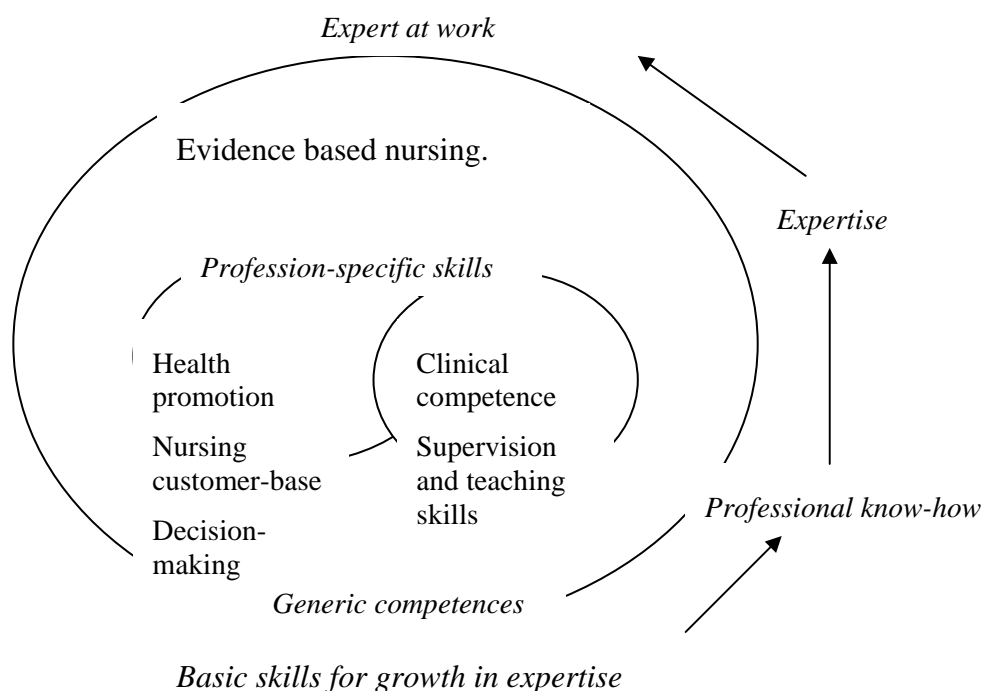 Expert at work
Evidence based nursing.
Expertise
Profession-specific skills
Health
promotion
Nursing
customer-base
Decision-
making
Clinical
competence
Supervision
and teaching
skills
Professional know-how
Generic competences
Basic skills for growth in expertise